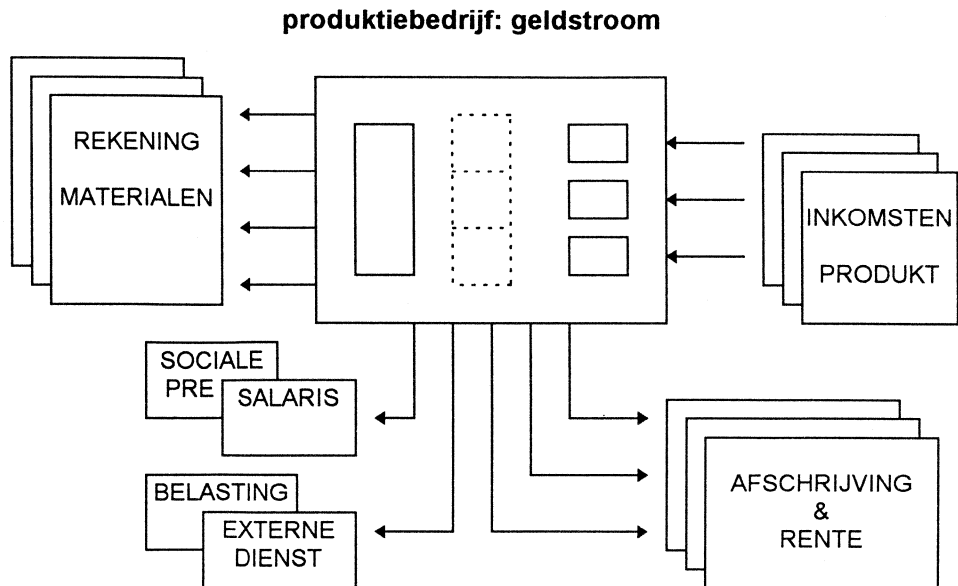 produktiebedrijf: geldstroom
REKENING
MATERIALEN
INKOMSTEN
PRODUKT
SOCIALE
PRE
SALARIS
BELASTING
EXTERNE
DIENST
AFSCHRIJVING
&
RENTE